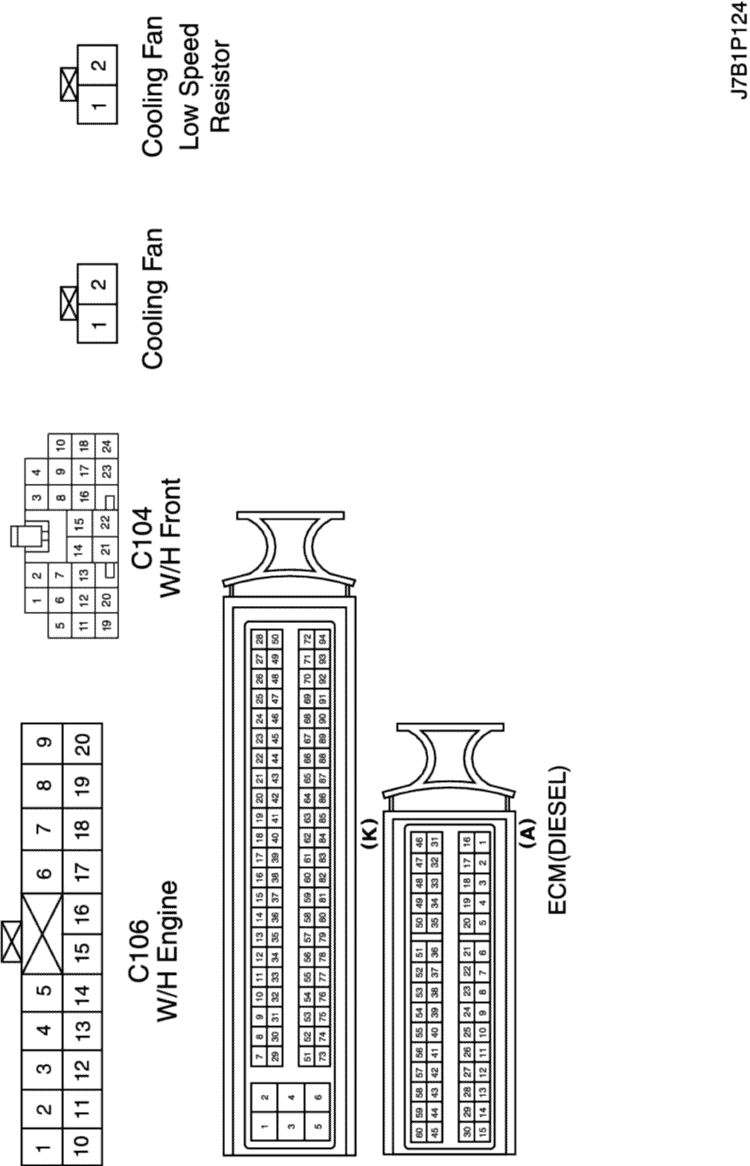 1 2 3 4 5 6 7 8 9
10 11 12 13 14 15 16 17 18 19 20
C106
W/H Engine
1 2 3 4
5 6 7 8 9 10
11 12 13 14 15 16 17 18
19 20 21 22 23 24
C104
W/H Front
1 2
Cooling Fan
1 2
Cooling Fan
Low Speed
Resistor
1 2
3 4
5 6
7 8 9 10 11 12 13 14 15 16 17 18 19 20 21 22 23 24 25 26 27 28
29 30 31 32 33 34 35 36 37 38 39 40 41 42 43 44 45 46 47 48 49 50
51 52 53 54 55 56 57 58 59 60 61 62 63 64 65 66 67 68 69 70 71 72
73 74 75 76 77 78 79 80 81 82 83 84 85 86 87 88 89 90 91 92 93 94
(K)
60 59 58 57 56 55 54 53 52 51 50 49 48 47 46
45 44 43 42 41 40 39 38 37 36 35 34 33 32 31
30 29 28 27 26 25 24 23 22 21 20 19 18 17 16
15 14 13 12 11 10 9 8 7 6 5 4 3 2 1
(A)
ECM(DIESEL)
J7B1P124